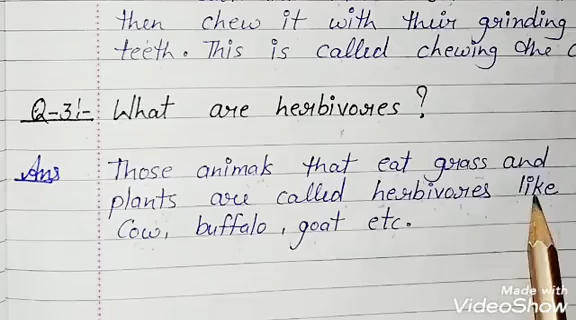 then chew it with their grinding
teeth. This is called chewing the
Q-3:- What are herbivores?
Ans Those animals that eat grass and
plants are called herbivores like
Cow, buffalo, goat etc.
Made with
VideoShow